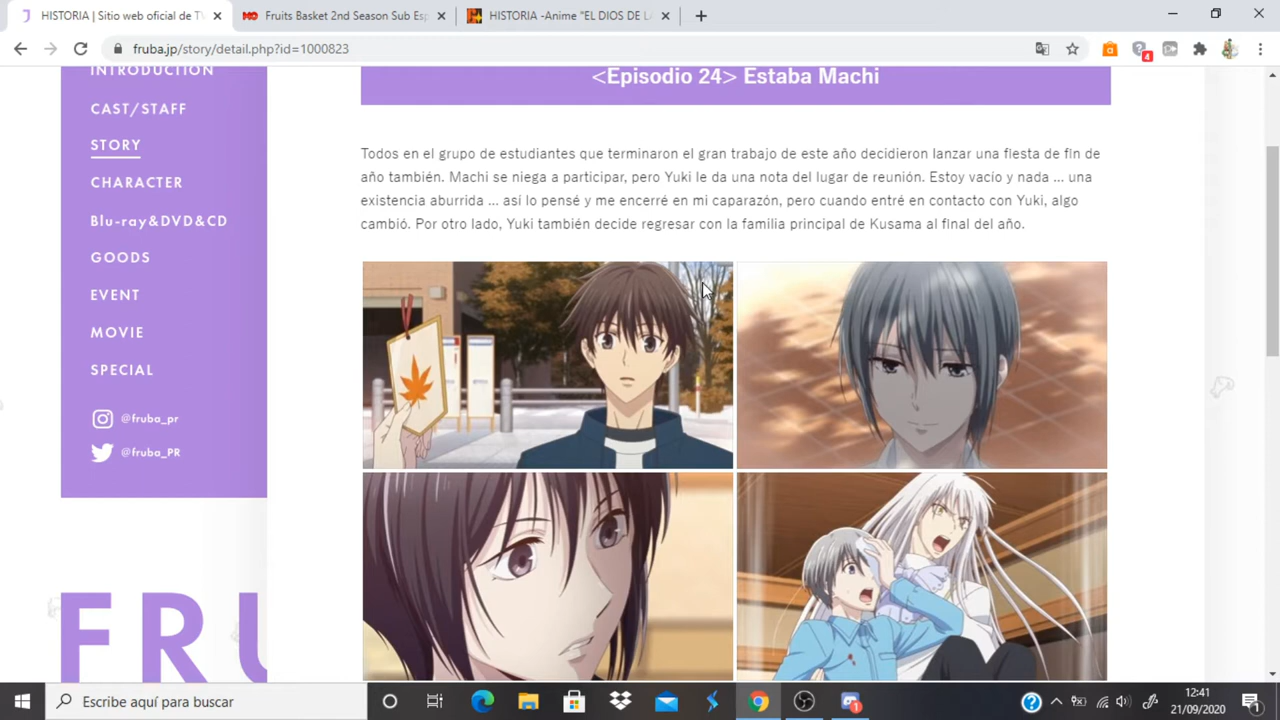 HISTORIA | Sitio web oficial de TV
Fruits Basket 2nd Season Sub Esp
HISTORIA -Anime "EL DIOS DE LA
fruba.jp/story/detail.php?id=1000823
4
INTRODUCTION
CAST/STAFF
STORY
CHARACTER
Blu-ray&DVD&CD
GOODS
EVENT
MOVIE
SPECIAL
@fruba_pr
@fruba_PR
FRU
<Episodio 24> Estaba Machi
Todos en el grupo de estudiantes que terminaron el gran trabajo de este año decidieron lanzar una fiesta de fin de
año también. Machi se niega a participar, pero Yuki le da una nota del lugar de reunión. Estoy vacío y nada ... una
existencia aburrida ... así lo pensé y me encerré en mi caparazón, pero cuando entré en contacto con Yuki, algo
cambió. Por otro lado, Yuki también decide regresar con la familia principal de Kusama al final del año.
Escribe aquí para buscar
1
12:41
21/09/2020
1